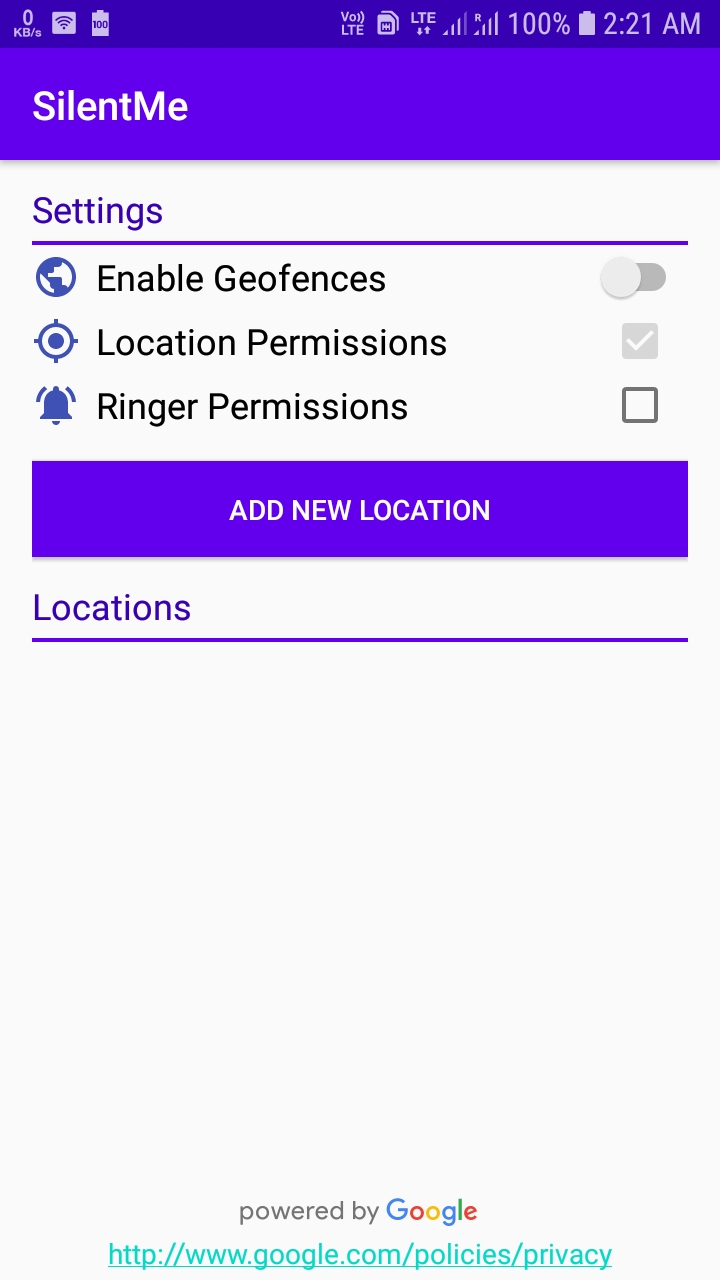 0 KB/s 100 Vo)) LTE LTE R 100% 2:21 AM
SilentMe
Settings
Enable Geofences
Location Permissions
Ringer Permissions
ADD NEW LOCATION
Locations
powered by Google
http://www.google.com/policies/privacy